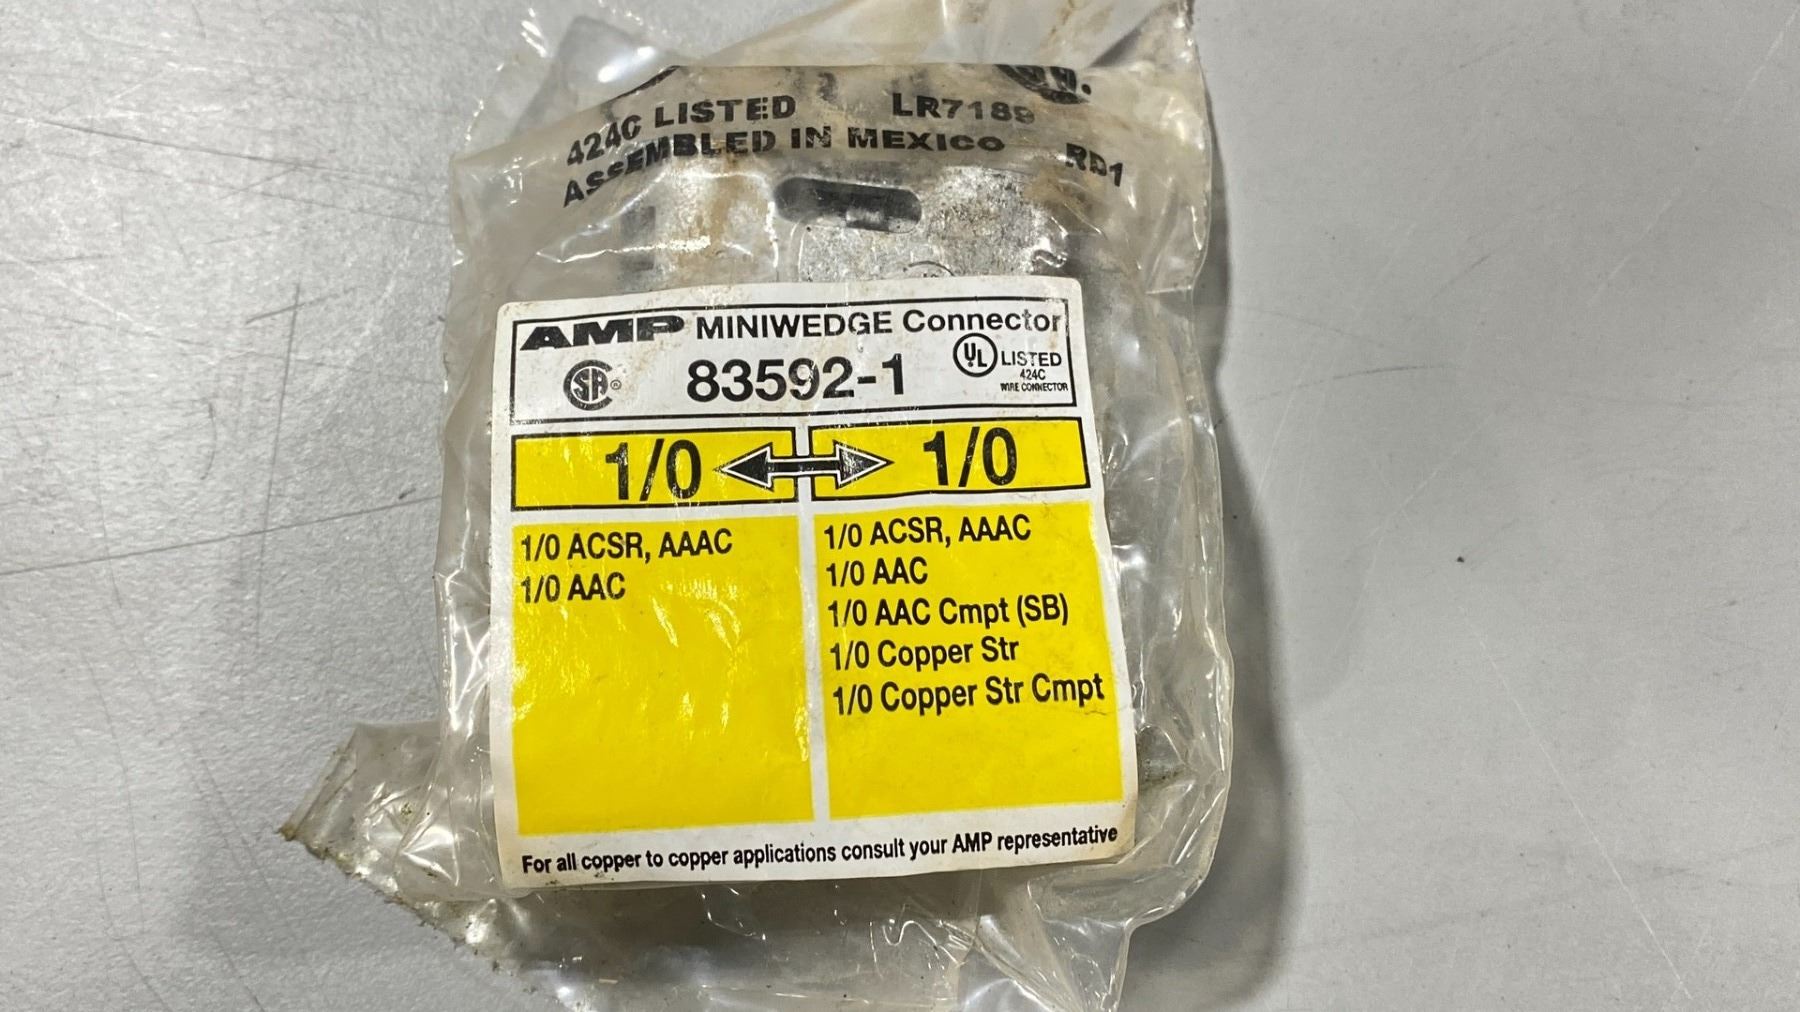 424C LISTED LR7189
ASSEMBLED IN MEXICO RD1
AMP MINIWEDGE Connector
83592-1
UL LISTED
424C
WIRE CONNECTOR
1/0 1/0
1/0 ACSR, AAAC
1/0 AAC
1/0 ACSR, AAAC
1/0 AAC
1/0 AAC Cmpt (SB)
1/0 Copper Str
1/0 Copper Str Cmpt
For all copper to copper applications consult your AMP representative